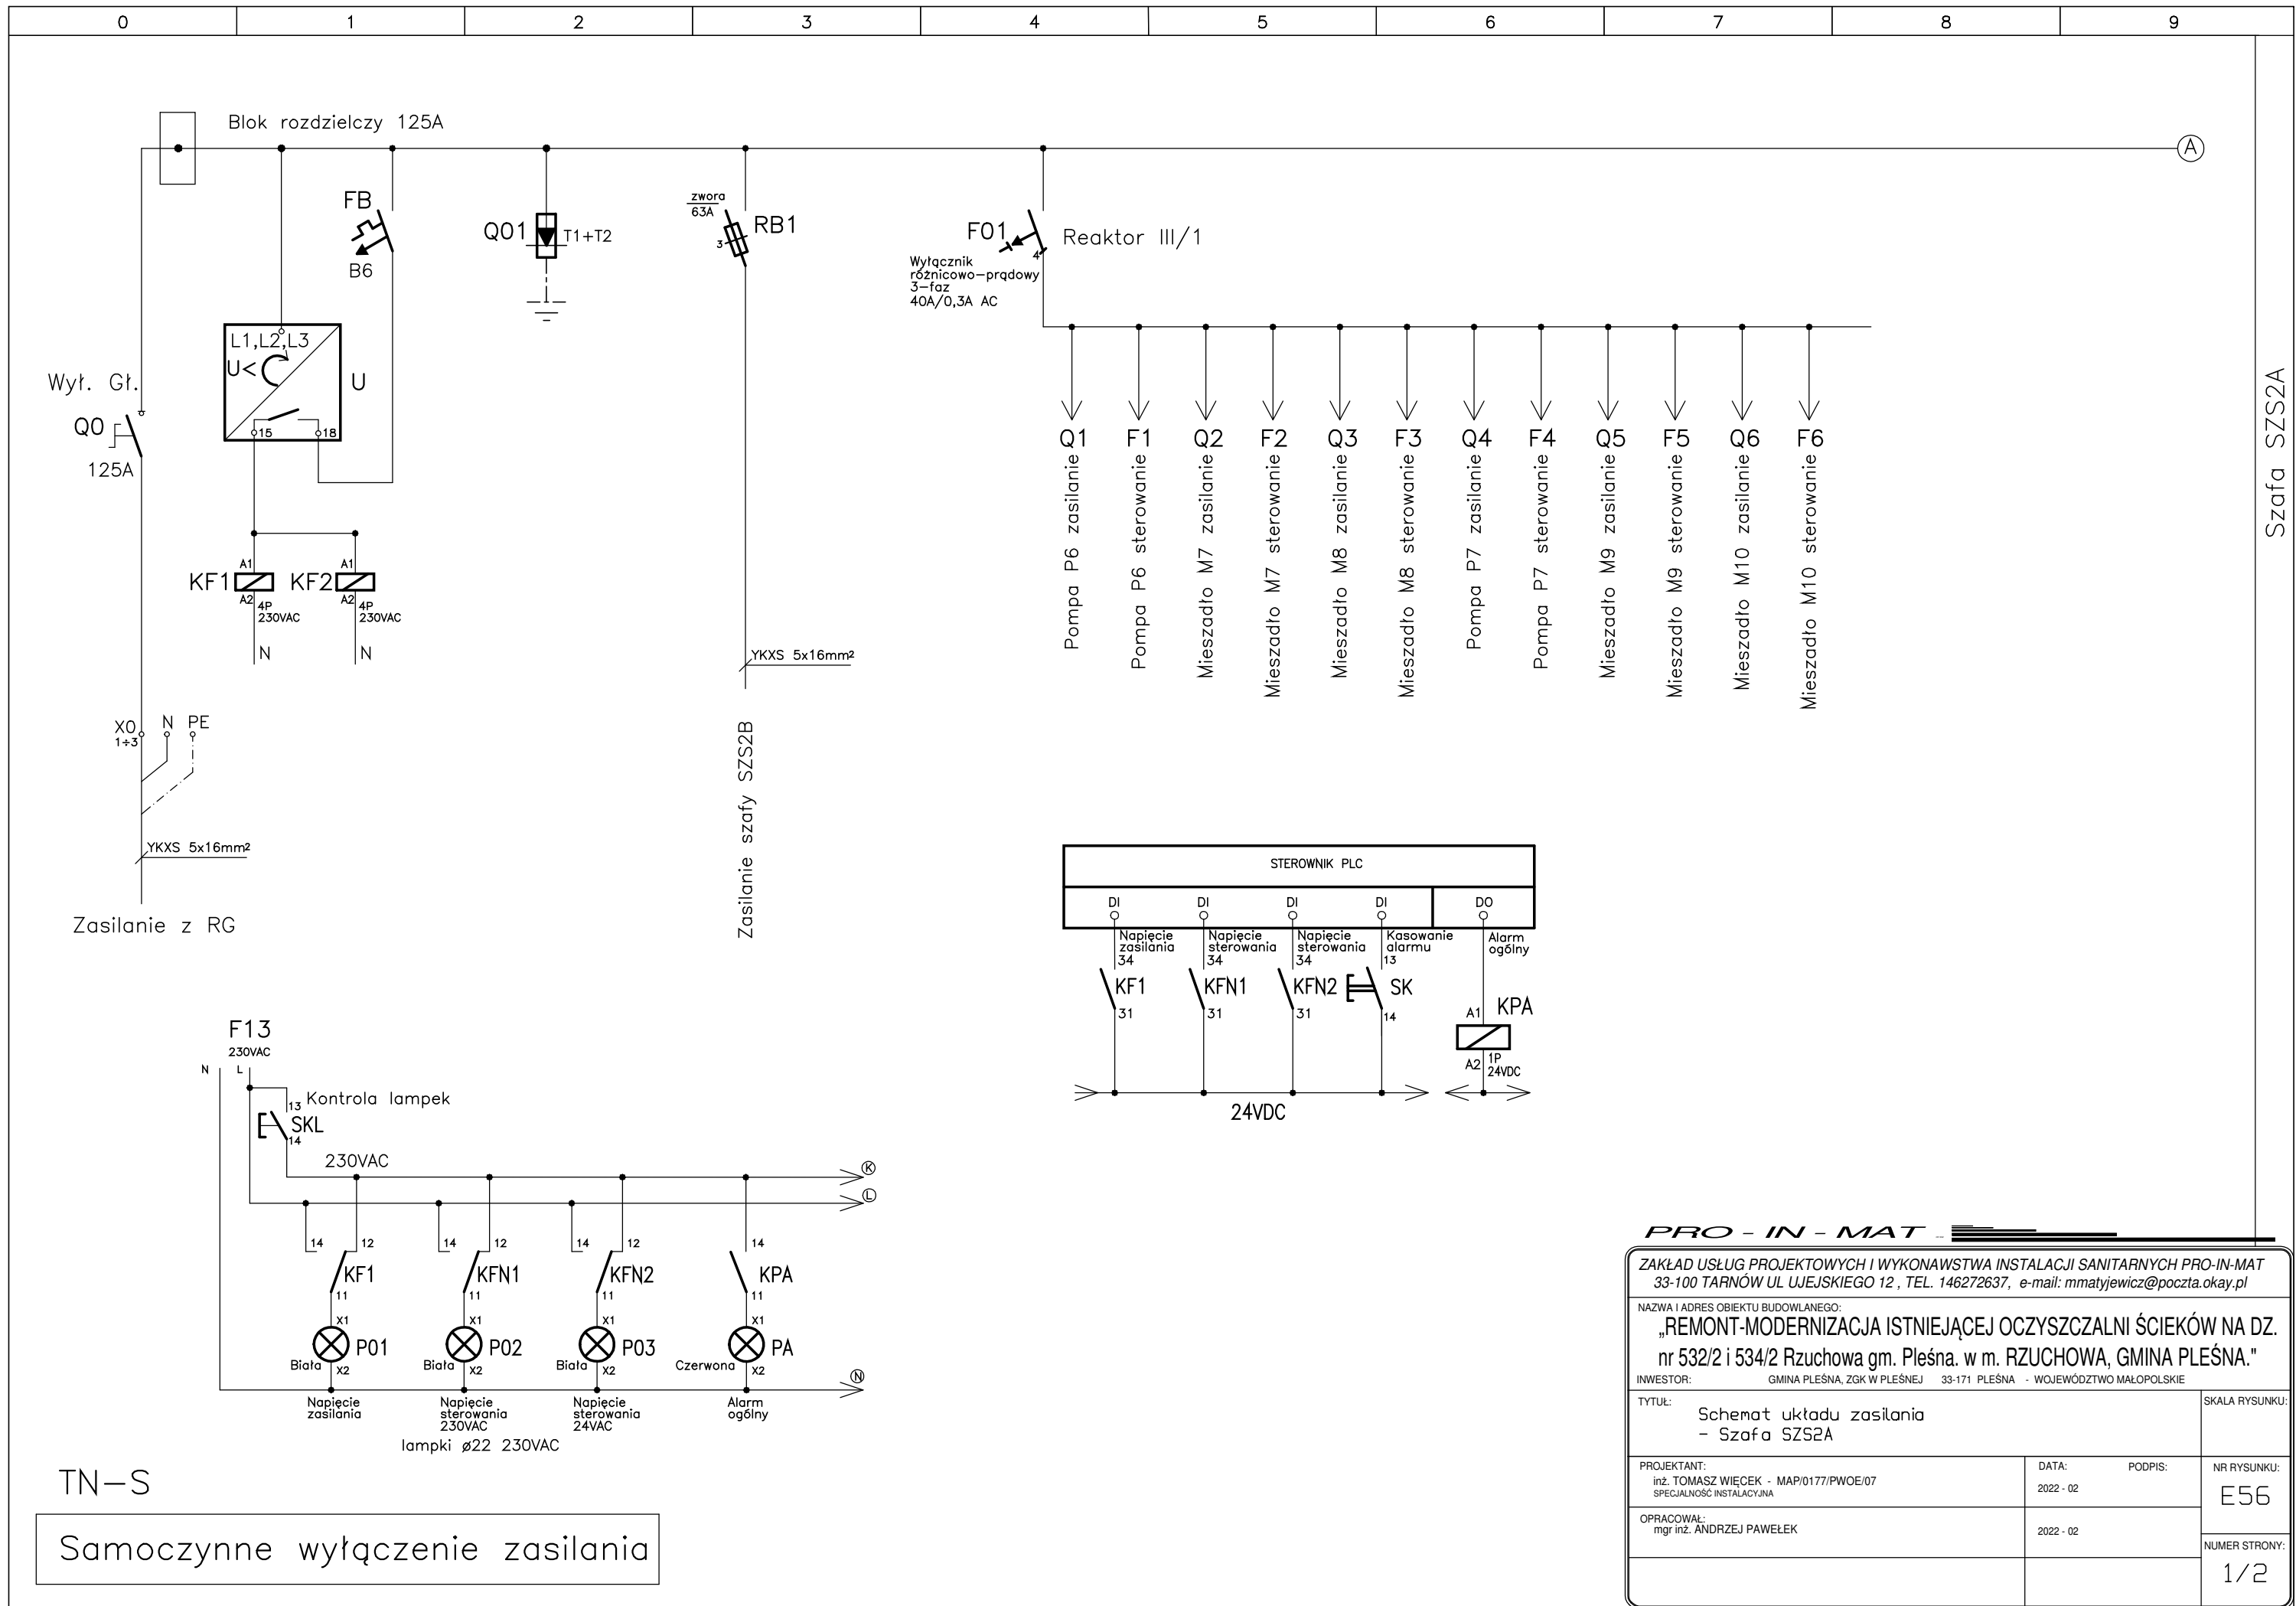 0 1 2 3 4 5 6 7 8 9
Blok rozdzielczy 125A
A
FB
B6
Q01
T1+T2
zwora
63A
3
RB1
F01
4
Reaktor III/1
Wyłącznik
różnicowo-prądowy
3-faz
40A/0,3A AC
L1,L2,L3
U<
U
15
18
Wył. Gł.
Q0
125A
KF1
A1
A2
4P
230VAC
N
KF2
A1
A2
4P
230VAC
N
X0
1÷3
N
PE
YKXS 5x16mm²
Zasilanie z RG
YKXS 5x16mm²
Zasilanie szafy SZS2B
Q1
Pompa P6 zasilanie
F1
Pompa P6 sterowanie
Q2
Mieszadło M7 zasilanie
F2
Mieszadło M7 sterowanie
Q3
Mieszadło M8 zasilanie
F3
Mieszadło M8 sterowanie
Q4
Pompa P7 zasilanie
F4
Pompa P7 sterowanie
Q5
Mieszadło M9 zasilanie
F5
Mieszadło M9 sterowanie
Q6
Mieszadło M10 zasilanie
F6
Mieszadło M10 sterowanie
Szafa SZS2A
STEROWNIK PLC
DI
Napięcie
zasilania
34
KF1
31
DI
Napięcie
sterowania
34
KFN1
31
DI
Napięcie
sterowania
34
KFN2
31
DI
Kasowanie
alarmu
13
SK
14
DO
Alarm
ogólny
A1
KPA
A2
1P
24VDC
24VDC
F13
230VAC
N
L
13
Kontrola lampek
SKL
14
230VAC
K
L
14
12
KF1
11
X1
P01
Biała
X2
Napięcie
zasilania
14
12
KFN1
11
X1
P02
Biała
X2
Napięcie
sterowania
230VAC
14
12
KFN2
11
X1
P03
Biała
X2
Napięcie
sterowania
24VAC
14
KPA
11
X1
PA
Czerwona
X2
Alarm
ogólny
N
lampki ø22 230VAC
TN-S
Samoczynne wyłączenie zasilania
PRO - IN - MAT
ZAKŁAD USŁUG PROJEKTOWYCH I WYKONAWSTWA INSTALACJI SANITARNYCH PRO-IN-MAT
33-100 TARNÓW UL UJEJSKIEGO 12 , TEL. 146272637, e-mail: mmatyjewicz@poczta.okay.pl
NAZWA I ADRES OBIEKTU BUDOWLANEGO:
„REMONT-MODERNIZACJA ISTNIEJĄCEJ OCZYSZCZALNI ŚCIEKÓW NA DZ.
nr 532/2 i 534/2 Rzuchowa gm. Pleśna. w m. RZUCHOWA, GMINA PLEŚNA."
INWESTOR: GMINA PLEŚNA, ZGK W PLEŚNEJ 33-171 PLEŚNA - WOJEWÓDZTWO MAŁOPOLSKIE
TYTUŁ:
Schemat układu zasilania
- Szafa SZS2A
SKALA RYSUNKU:
PROJEKTANT:
inż. TOMASZ WIĘCEK - MAP/0177/PWOE/07
SPECJALNOŚĆ INSTALACYJNA
DATA:
2022 - 02
PODPIS:
NR RYSUNKU:
E56
OPRACOWAŁ:
mgr inż. ANDRZEJ PAWEŁEK
2022 - 02
NUMER STRONY:
1/2